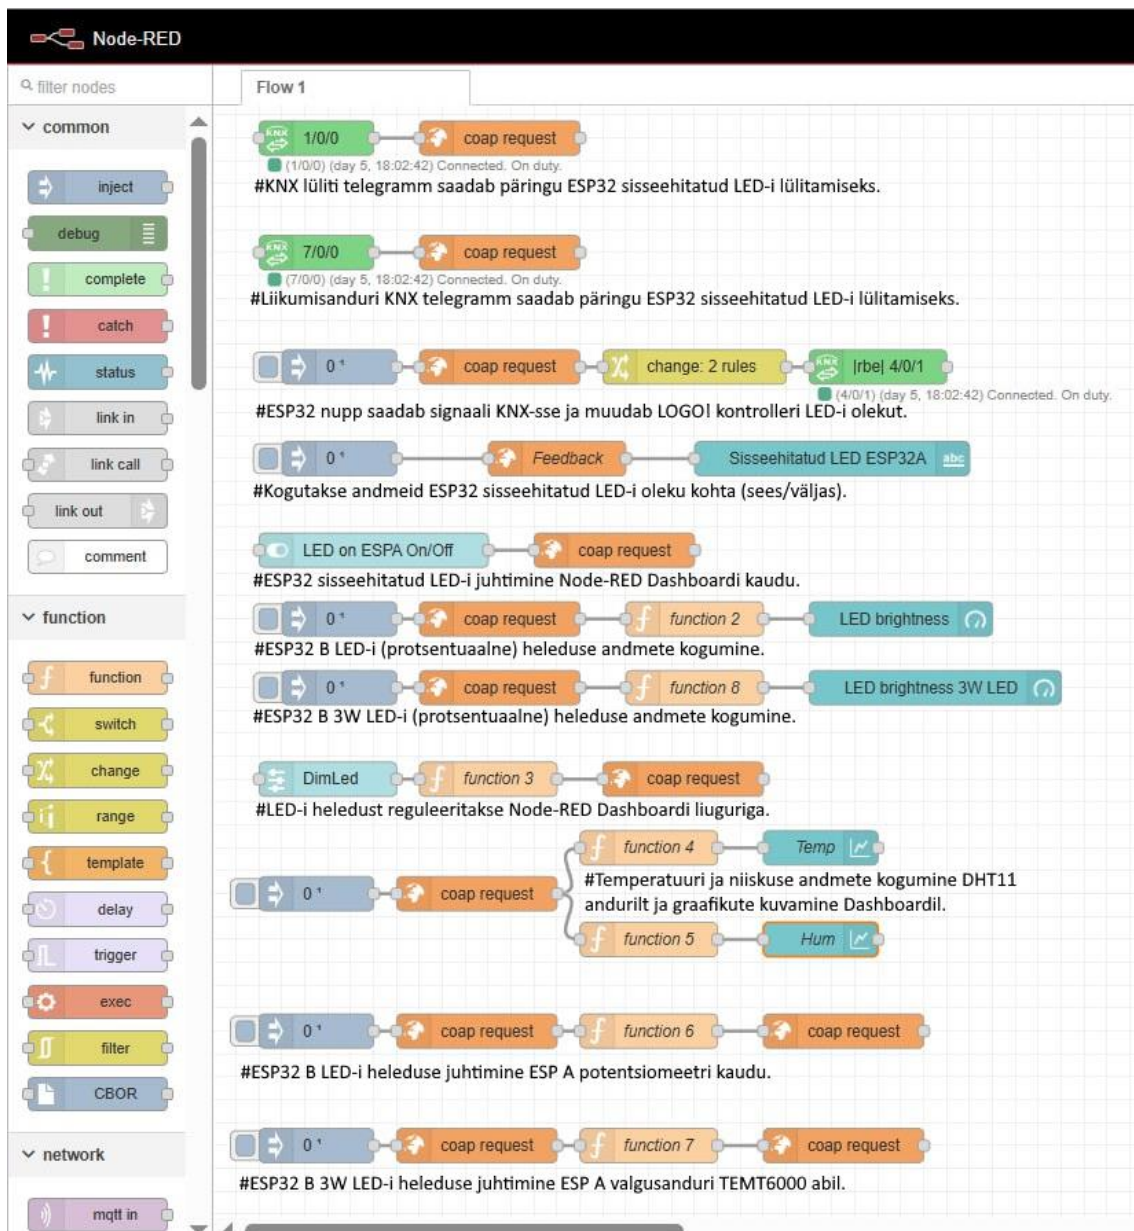 Node-RED
filter nodes
Flow 1
common
inject
debug
complete
catch
status
link in
link call
link out
comment
function
function
switch
change
range
template
delay
trigger
exec
filter
CBOR
network
mqtt in
KNX 1/0/0 coap request
(1/0/0) (day 5, 18:02:42) Connected. On duty.
#KNX lüliti telegramm saadab päringu ESP32 sisseehitatud LED-i lülitamiseks.
KNX 7/0/0 coap request
(7/0/0) (day 5, 18:02:42) Connected. On duty.
#Liikumisanduri KNX telegramm saadab päringu ESP32 sisseehitatud LED-i lülitamiseks.
0 ¹ coap request change: 2 rules KNX |rbe| 4/0/1
(4/0/1) (day 5, 18:02:42) Connected. On duty.
#ESP32 nupp saadab signaali KNX-sse ja muudab LOGO! kontrolleri LED-i olekut.
0 ¹ Feedback Sisseehitatud LED ESP32A abc
#Kogutakse andmeid ESP32 sisseehitatud LED-i oleku kohta (sees/väljas).
LED on ESPA On/Off coap request
#ESP32 sisseehitatud LED-i juhtimine Node-RED Dashboardi kaudu.
0 ¹ coap request function 2 LED brightness
#ESP32 B LED-i (protsentuaalne) heleduse andmete kogumine.
0 ¹ coap request function 8 LED brightness 3W LED
#ESP32 B 3W LED-i (protsentuaalne) heleduse andmete kogumine.
DimLed function 3 coap request
#LED-i heledust reguleeritakse Node-RED Dashboardi liuguriga.
function 4 Temp
0 ¹ coap request
#Temperatuuri ja niiskuse andmete kogumine DHT11
andurilt ja graafikute kuvamine Dashboardil.
function 5 Hum
0 ¹ coap request function 6 coap request
#ESP32 B LED-i heleduse juhtimine ESP A potentsiomeetri kaudu.
0 ¹ coap request function 7 coap request
#ESP32 B 3W LED-i heleduse juhtimine ESP A valgusanduri TEMT6000 abil.